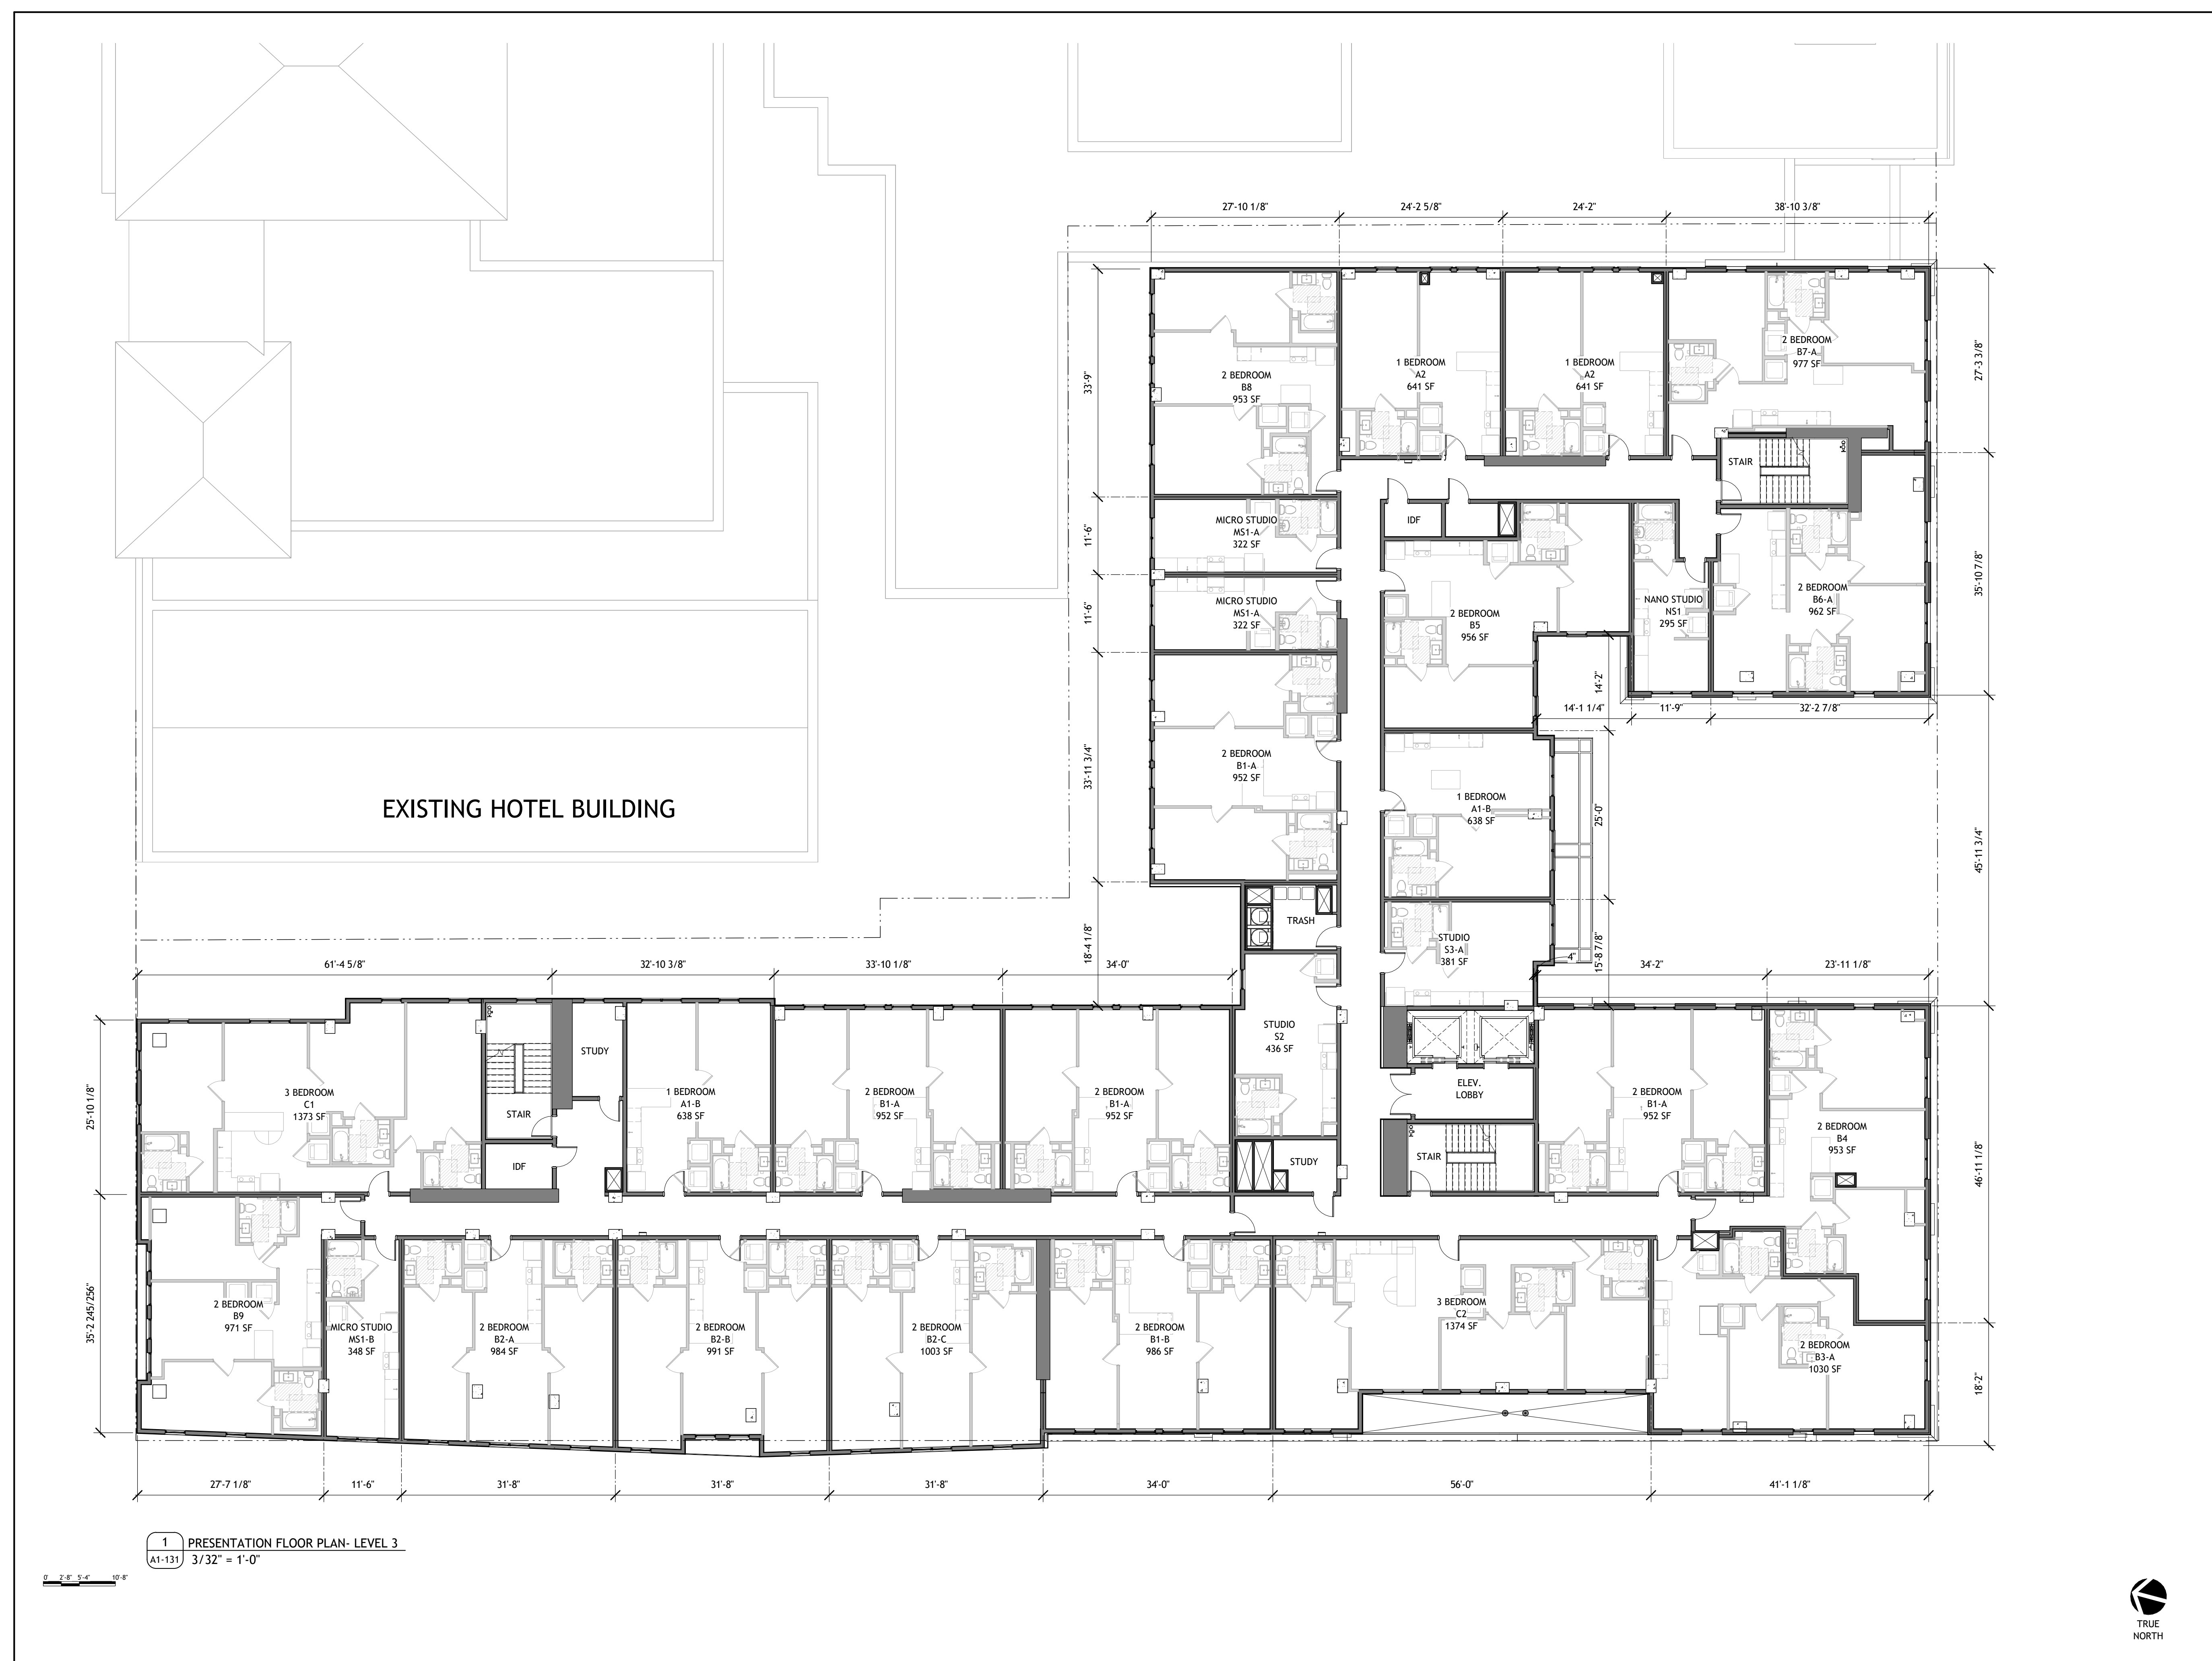 27'-10 1/8"
24'-2 5/8"
24'-2"
38'-10 3/8"
33'-9"
11'-6"
11'-6"
33'-11 3/4"
18'-4 1/8"
27'-3 3/8"
35'-10 7/8"
45'-11 3/4"
46'-11 1/8"
18'-2"
2 BEDROOM
B8
953 SF
1 BEDROOM
A2
641 SF
1 BEDROOM
A2
641 SF
2 BEDROOM
B7-A
977 SF
STAIR
MICRO STUDIO
MS1-A
322 SF
IDF
MICRO STUDIO
MS1-A
322 SF
2 BEDROOM
B5
956 SF
NANO STUDIO
NS1
295 SF
2 BEDROOM
B6-A
962 SF
14'-2"
14'-1 1/4"
11'-9"
32'-2 7/8"
2 BEDROOM
B1-A
952 SF
1 BEDROOM
A1-B
638 SF
25'-0"
EXISTING HOTEL BUILDING
TRASH
STUDIO
S3-A
381 SF
15'-8 7/8"
4"
61'-4 5/8"
32'-10 3/8"
33'-10 1/8"
34'-0"
34'-2"
23'-11 1/8"
25'-10 1/8"
35'-2 245/256"
3 BEDROOM
C1
1373 SF
STAIR
STUDY
IDF
1 BEDROOM
A1-B
638 SF
2 BEDROOM
B1-A
952 SF
2 BEDROOM
B1-A
952 SF
STUDIO
S2
436 SF
STUDY
ELEV.
LOBBY
STAIR
2 BEDROOM
B1-A
952 SF
2 BEDROOM
B4
953 SF
2 BEDROOM
B9
971 SF
MICRO STUDIO
MS1-B
348 SF
2 BEDROOM
B2-A
984 SF
2 BEDROOM
B2-B
991 SF
2 BEDROOM
B2-C
1003 SF
2 BEDROOM
B1-B
986 SF
3 BEDROOM
C2
1374 SF
2 BEDROOM
B3-A
1030 SF
27'-7 1/8"
11'-6"
31'-8"
31'-8"
31'-8"
34'-0"
56'-0"
41'-1 1/8"
1
A1-131
PRESENTATION FLOOR PLAN- LEVEL 3
3/32" = 1'-0"
0' 2'-8" 5'-4" 10'-8"
TRUE
NORTH